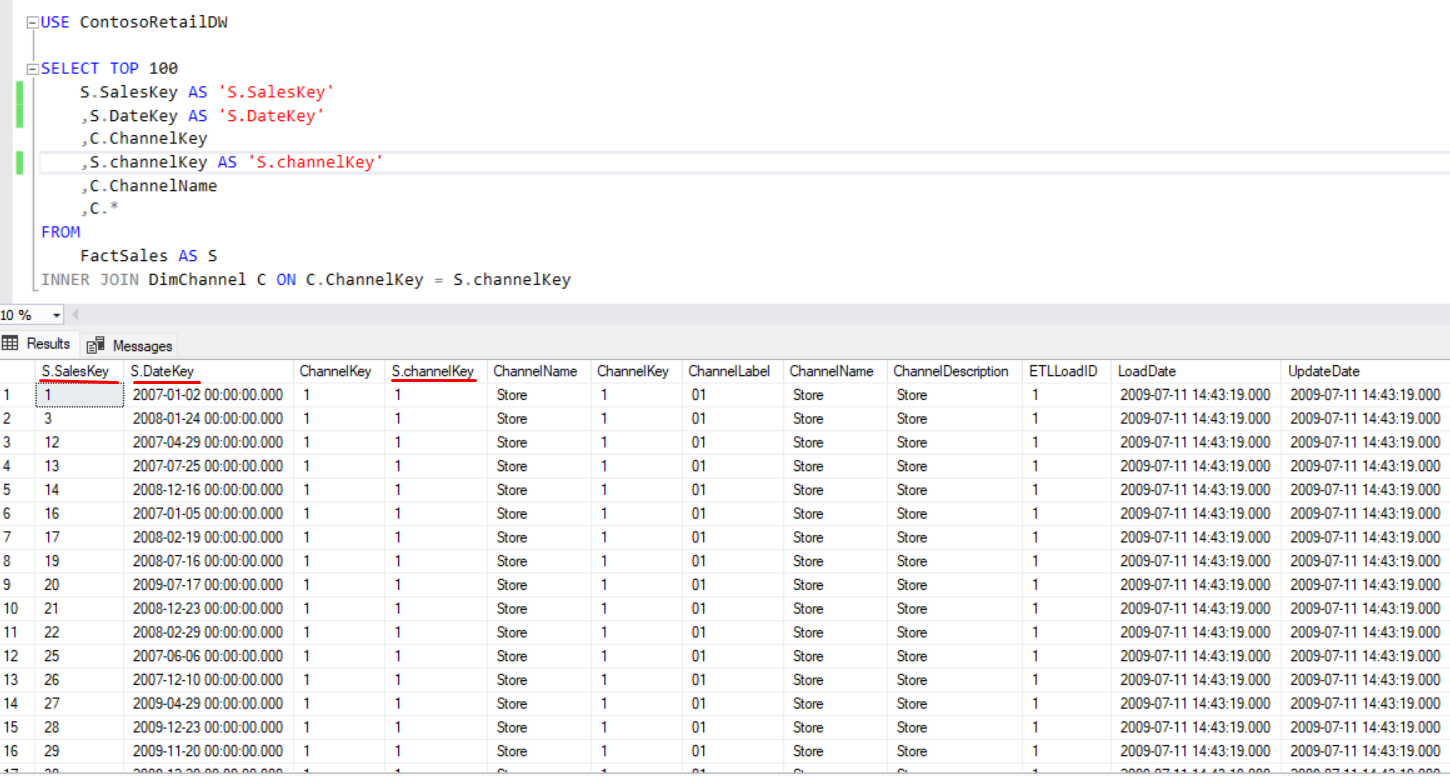 USE ContosoRetailDW
SELECT TOP 100
S.SalesKey AS 'S.SalesKey'
,S.DateKey AS 'S.DateKey'
,C.ChannelKey
,S.channelKey AS 'S.channelKey'
,C.ChannelName
,C.*
FROM
FactSales AS S
INNER JOIN DimChannel C ON C.ChannelKey = S.channelKey
10 %
Results Messages
S.SalesKey S.DateKey ChannelKey S.channelKey ChannelName ChannelKey ChannelLabel ChannelName ChannelDescription ETLLoadID LoadDate UpdateDate
1 1 2007-01-02 00:00:00.000 1 1 Store 1 01 Store Store 1 2009-07-11 14:43:19.000 2009-07-11 14:43:19.000
2 3 2008-01-24 00:00:00.000 1 1 Store 1 01 Store Store 1 2009-07-11 14:43:19.000 2009-07-11 14:43:19.000
3 12 2007-04-29 00:00:00.000 1 1 Store 1 01 Store Store 1 2009-07-11 14:43:19.000 2009-07-11 14:43:19.000
4 13 2007-07-25 00:00:00.000 1 1 Store 1 01 Store Store 1 2009-07-11 14:43:19.000 2009-07-11 14:43:19.000
5 14 2008-12-16 00:00:00.000 1 1 Store 1 01 Store Store 1 2009-07-11 14:43:19.000 2009-07-11 14:43:19.000
6 16 2007-01-05 00:00:00.000 1 1 Store 1 01 Store Store 1 2009-07-11 14:43:19.000 2009-07-11 14:43:19.000
7 17 2008-02-19 00:00:00.000 1 1 Store 1 01 Store Store 1 2009-07-11 14:43:19.000 2009-07-11 14:43:19.000
8 19 2008-07-16 00:00:00.000 1 1 Store 1 01 Store Store 1 2009-07-11 14:43:19.000 2009-07-11 14:43:19.000
9 20 2009-07-17 00:00:00.000 1 1 Store 1 01 Store Store 1 2009-07-11 14:43:19.000 2009-07-11 14:43:19.000
10 21 2008-12-23 00:00:00.000 1 1 Store 1 01 Store Store 1 2009-07-11 14:43:19.000 2009-07-11 14:43:19.000
11 22 2008-02-29 00:00:00.000 1 1 Store 1 01 Store Store 1 2009-07-11 14:43:19.000 2009-07-11 14:43:19.000
12 25 2007-06-06 00:00:00.000 1 1 Store 1 01 Store Store 1 2009-07-11 14:43:19.000 2009-07-11 14:43:19.000
13 26 2007-12-10 00:00:00.000 1 1 Store 1 01 Store Store 1 2009-07-11 14:43:19.000 2009-07-11 14:43:19.000
14 27 2009-04-29 00:00:00.000 1 1 Store 1 01 Store Store 1 2009-07-11 14:43:19.000 2009-07-11 14:43:19.000
15 28 2009-12-23 00:00:00.000 1 1 Store 1 01 Store Store 1 2009-07-11 14:43:19.000 2009-07-11 14:43:19.000
16 29 2009-11-20 00:00:00.000 1 1 Store 1 01 Store Store 1 2009-07-11 14:43:19.000 2009-07-11 14:43:19.000